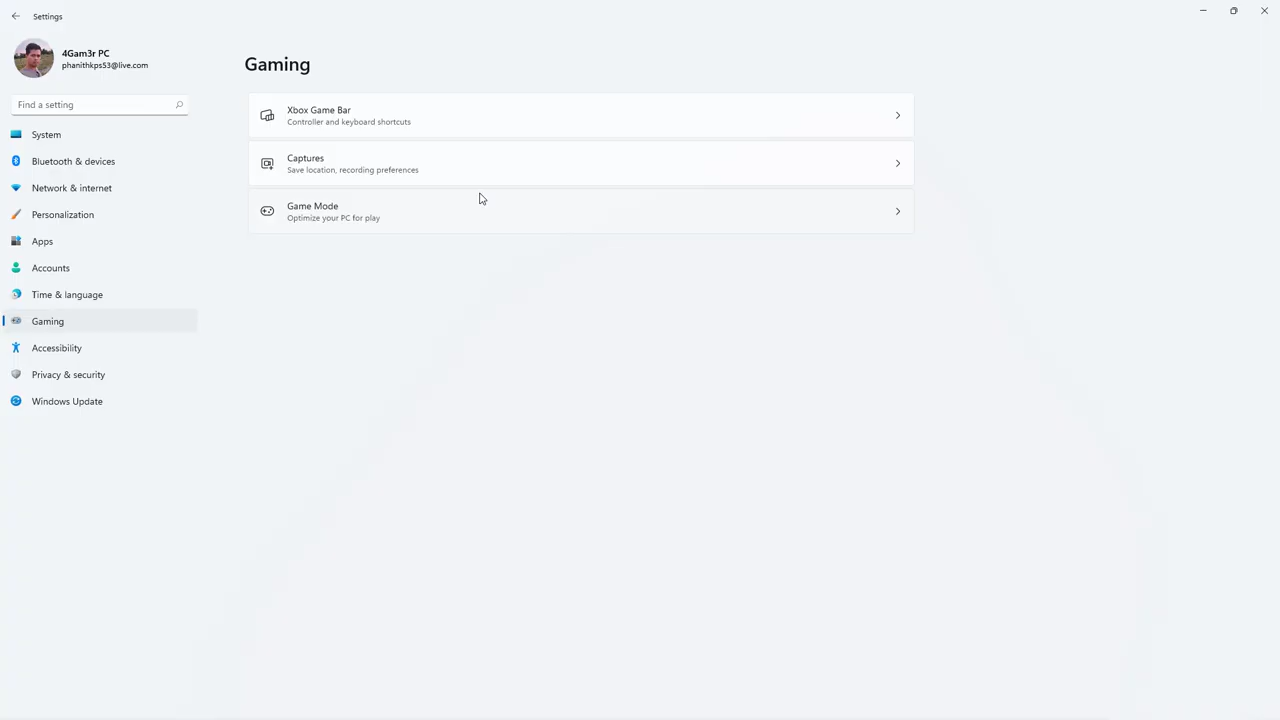 Settings
4Gam3r PC
phanithkps53@live.com
Find a setting
System
Bluetooth & devices
Network & internet
Personalization
Apps
Accounts
Time & language
Gaming
Accessibility
Privacy & security
Windows Update
Gaming
Xbox Game Bar
Controller and keyboard shortcuts
Captures
Save location, recording preferences
Game Mode
Optimize your PC for play